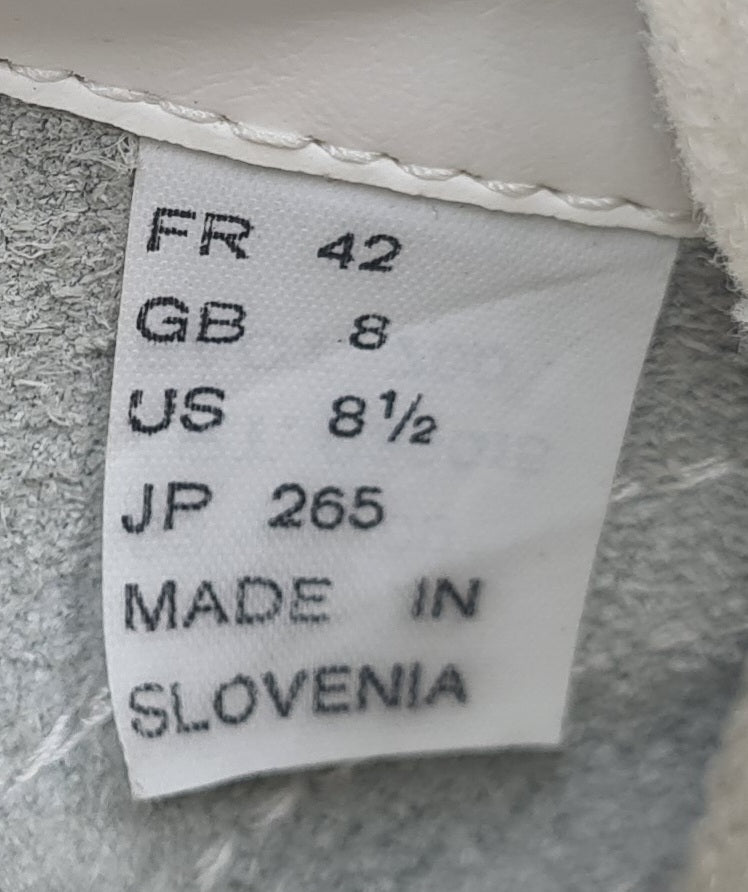 FR 42
GB 8
US 8½
JP 265
MADE IN
SLOVENIA